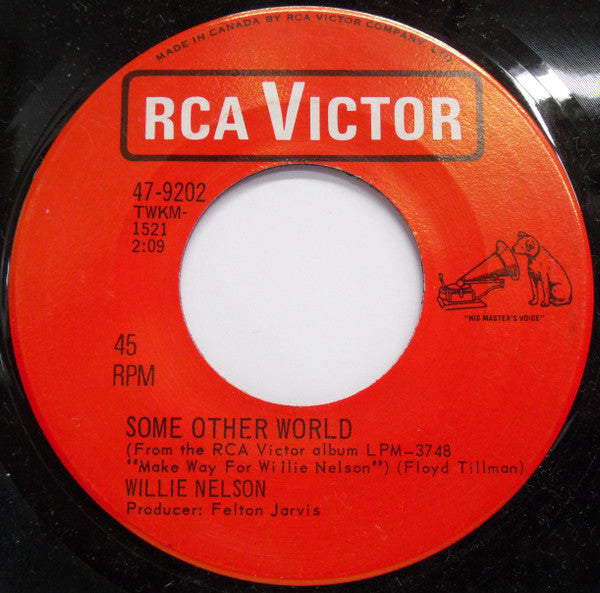 MADE IN CANADA BY RCA VICTOR COMPANY, LTD
RCA VICTOR
47-9202
TWKM-
1521
2:09
"HIS MASTER'S VOICE"
45
RPM
SOME OTHER WORLD
(From the RCA Victor album LPM-3748
"Make Way For Willie Nelson") (Floyd Tillman)
WILLIE NELSON
Producer: Felton Jarvis